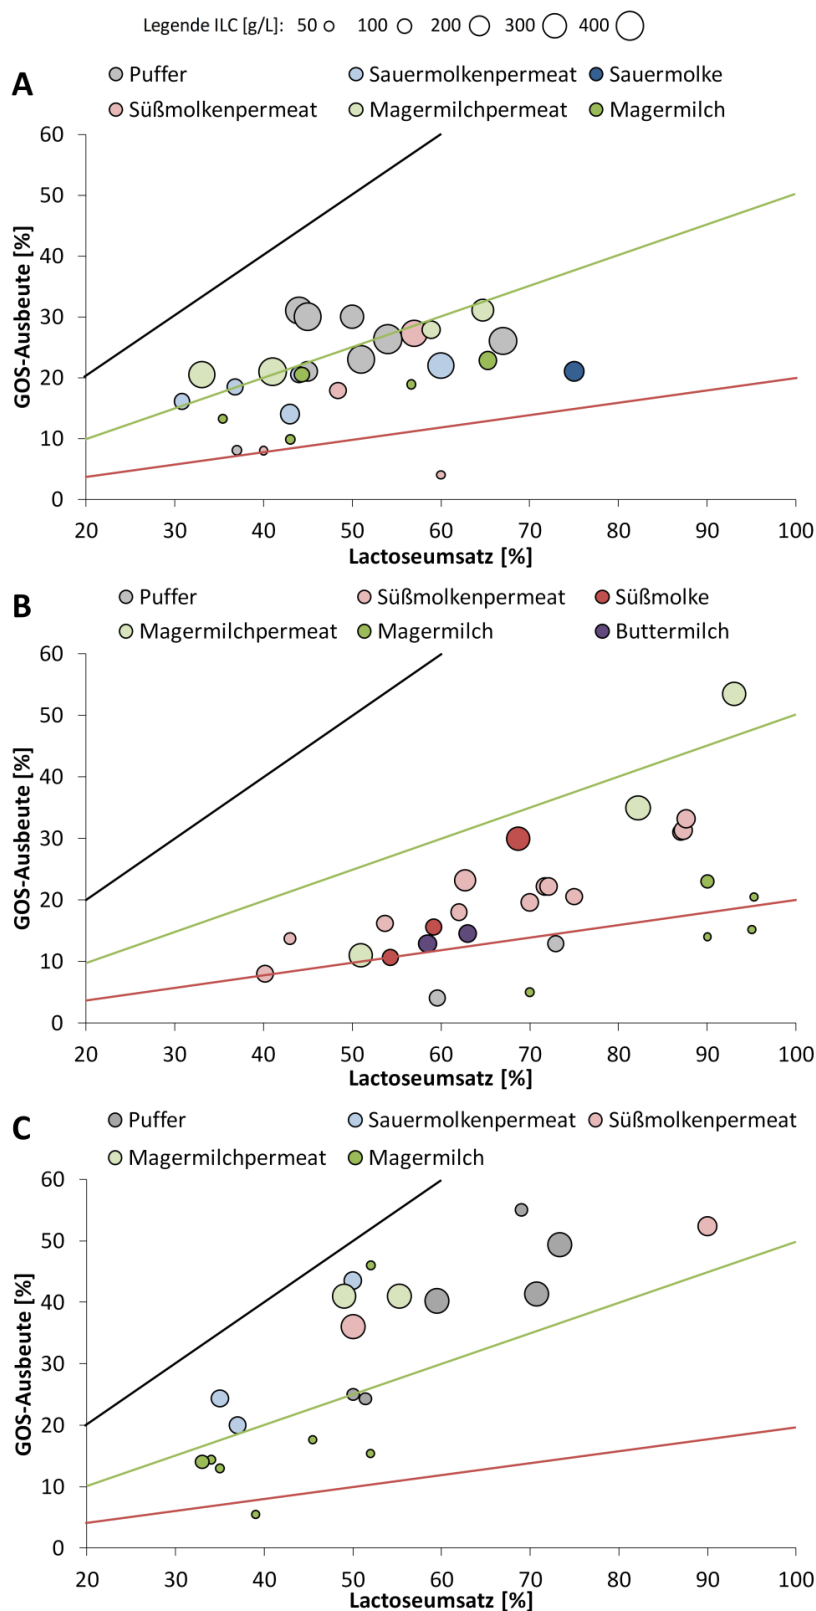 Legende ILC [g/L]: 50 100 200 300 400
A
Puffer Sauermolkenpermeat Sauermolke
Süßmolkenpermeat Magermilchpermeat Magermilch
GOS-Ausbeute [%]
60
50
40
30
20
10
0
20 30 40 50 60 70 80 90 100
Lactoseumsatz [%]
B
Puffer Süßmolkenpermeat Süßmolke
Magermilchpermeat Magermilch Buttermilch
GOS-Ausbeute [%]
60
50
40
30
20
10
0
20 30 40 50 60 70 80 90 100
Lactoseumsatz [%]
C
Puffer Sauermolkenpermeat Süßmolkenpermeat
Magermilchpermeat Magermilch
GOS-Ausbeute [%]
60
50
40
30
20
10
0
20 30 40 50 60 70 80 90 100
Lactoseumsatz [%]